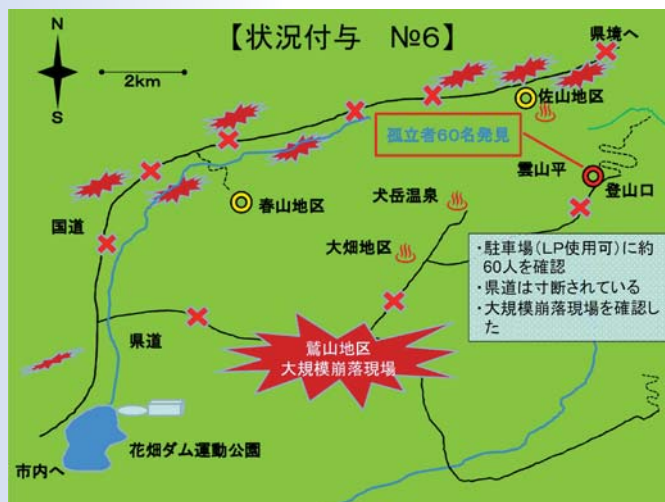 【状況付与　№6】
N
S
2km
県境へ
佐山地区
孤立者60名発見
雲山平
登山口
犬岳温泉
春山地区
大畑地区
国道
・駐車場(LP使用可)に約
60人を確認
・県道は寸断されている
・大規模崩落現場を確認し
た
県道
鷲山地区
大規模崩落現場
花畑ダム運動公園
市内へ